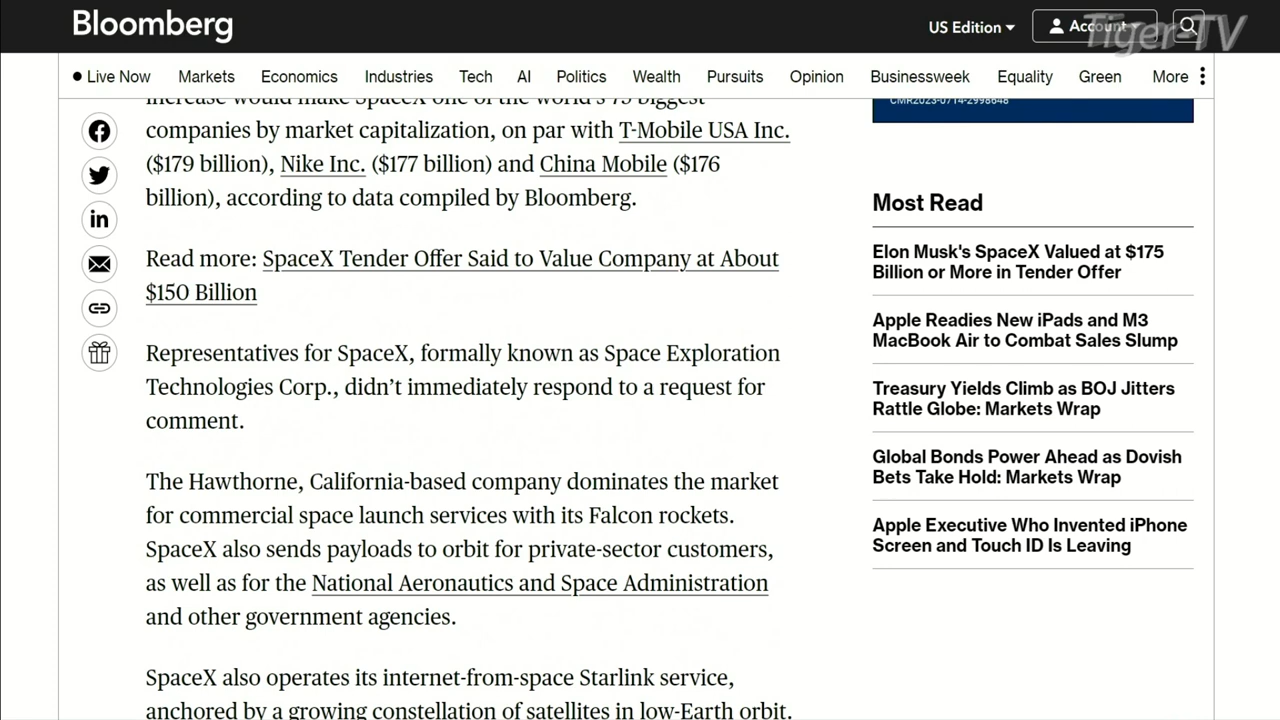 Bloomberg
US Edition
Account
Tiger-TV
Live Now Markets Economics Industries Tech AI Politics Wealth Pursuits Opinion Businessweek Equality Green More
increase would make SpaceX one of the world's 75 biggest
companies by market capitalization, on par with T-Mobile USA Inc.
($179 billion), Nike Inc. ($177 billion) and China Mobile ($176
billion), according to data compiled by Bloomberg.
Read more: SpaceX Tender Offer Said to Value Company at About
$150 Billion
Representatives for SpaceX, formally known as Space Exploration
Technologies Corp., didn't immediately respond to a request for
comment.
The Hawthorne, California-based company dominates the market
for commercial space launch services with its Falcon rockets.
SpaceX also sends payloads to orbit for private-sector customers,
as well as for the National Aeronautics and Space Administration
and other government agencies.
SpaceX also operates its internet-from-space Starlink service,
anchored by a growing constellation of satellites in low-Earth orbit.
CMR2023-0714-2998648
Most Read
Elon Musk's SpaceX Valued at $175
Billion or More in Tender Offer
Apple Readies New iPads and M3
MacBook Air to Combat Sales Slump
Treasury Yields Climb as BOJ Jitters
Rattle Globe: Markets Wrap
Global Bonds Power Ahead as Dovish
Bets Take Hold: Markets Wrap
Apple Executive Who Invented iPhone
Screen and Touch ID Is Leaving